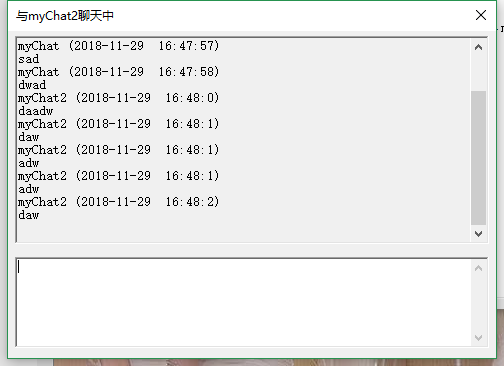 与myChat2聊天中
myChat (2018-11-29  16:47:57)
sad
myChat (2018-11-29  16:47:58)
dwad
myChat2 (2018-11-29  16:48:0)
daadw
myChat2 (2018-11-29  16:48:1)
daw
myChat2 (2018-11-29  16:48:1)
adw
myChat2 (2018-11-29  16:48:1)
adw
myChat2 (2018-11-29  16:48:2)
daw